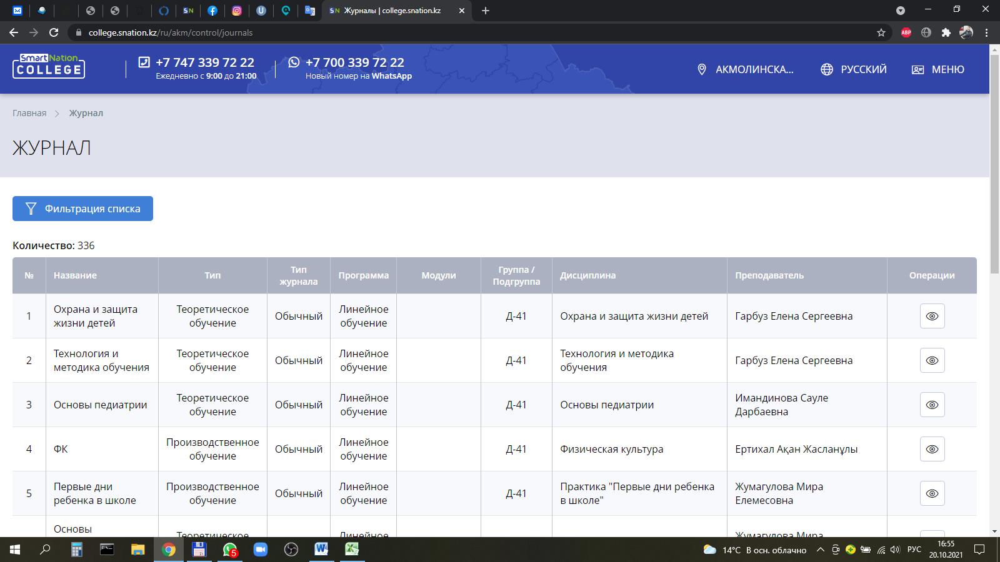 Журналы | college.snation.kz
college.snation.kz/ru/akm/control/journals
SmartNation
COLLEGE
+7 747 339 72 22
Ежедневно с 9:00 до 21:00
+7 700 339 72 22
Новый номер на WhatsApp
АКМОЛИНСКА...
РУССКИЙ
МЕНЮ
Главная > Журнал
ЖУРНАЛ
Фильтрация списка
Количество: 336
№ Название Тип Тип журнала Программа Модули Группа / Подгруппа Дисциплина Преподаватель Операции
1 Охрана и защита жизни детей Теоретическое обучение Обычный Линейное обучение Д-41 Охрана и защита жизни детей Гарбуз Елена Сергеевна
2 Технология и методика обучения Теоретическое обучение Обычный Линейное обучение Д-41 Технология и методика обучения Гарбуз Елена Сергеевна
3 Основы педиатрии Теоретическое обучение Обычный Линейное обучение Д-41 Основы педиатрии Имандинова Сауле Дарбаевна
4 ФК Производственное обучение Обычный Линейное обучение Д-41 Физическая культура Ертихал Ақан Жасланұлы
5 Первые дни ребенка в школе Производственное обучение Обычный Линейное обучение Д-41 Практика "Первые дни ребенка в школе" Жумагулова Мира Елемесовна
Основы Теоретическое Линейное Жумагулова Мира
5
14°C В осн. облачно
РУС
16:55
20.10.2021